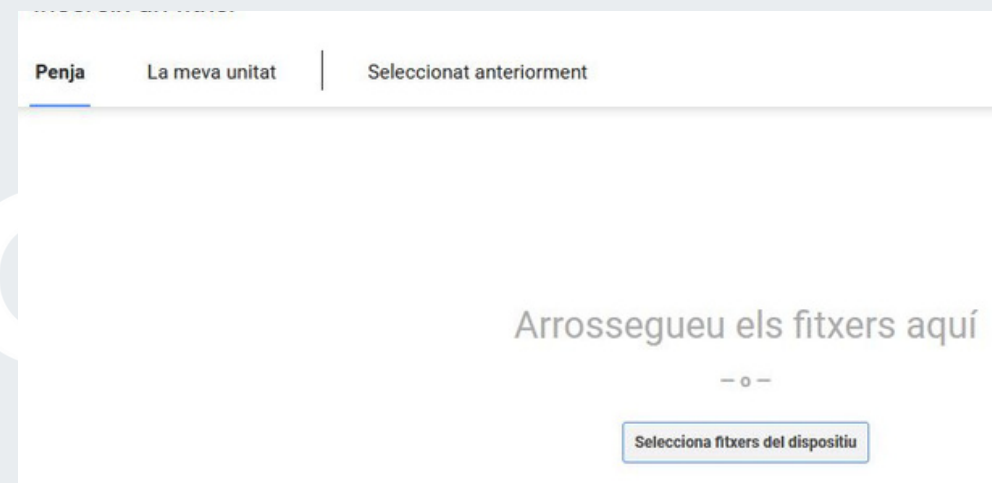 Penja La meva unitat Seleccionat anteriorment
Arrossegueu els fitxers aquí
— o —
Selecciona fitxers del dispositiu